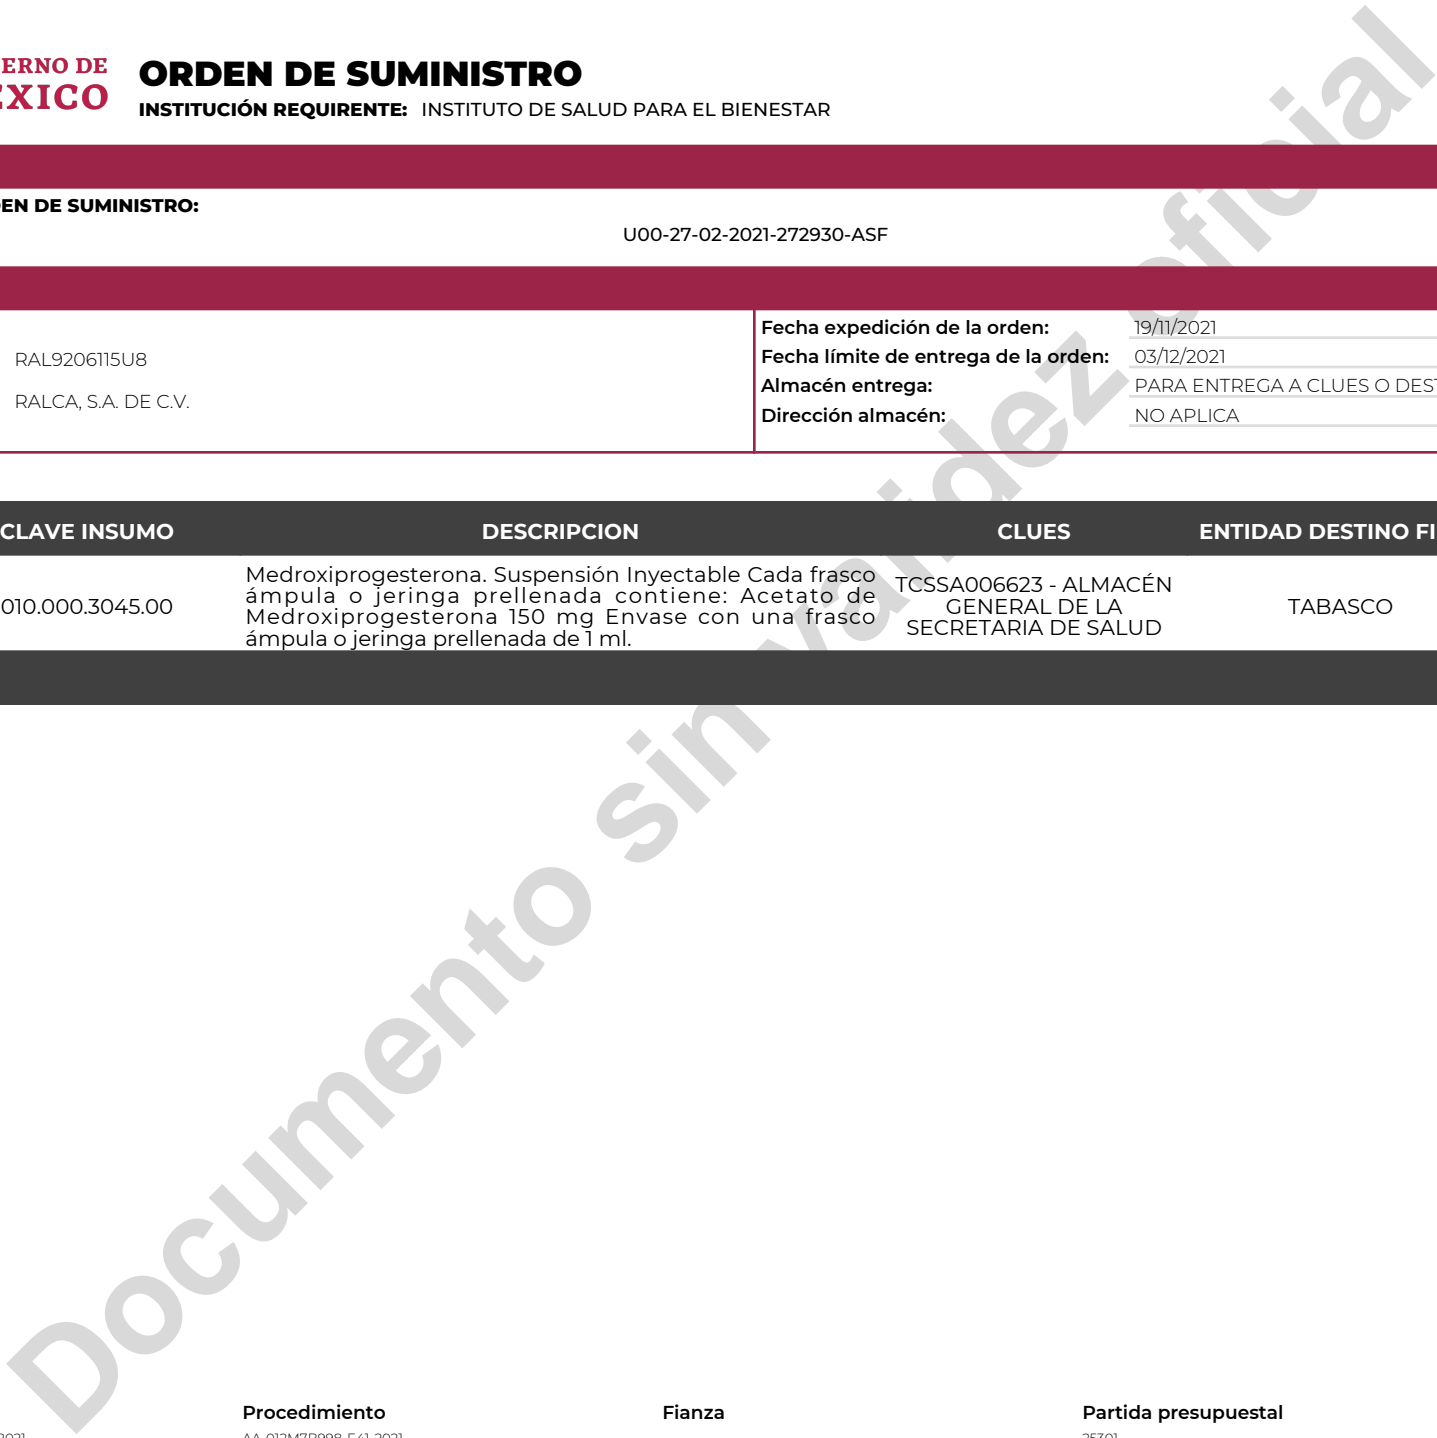 ERNO DE
ÉXICO
ORDEN DE SUMINISTRO
INSTITUCIÓN REQUIRENTE: INSTITUTO DE SALUD PARA EL BIENESTAR
EN DE SUMINISTRO:
U00-27-02-2021-272930-ASF
RAL9206115U8
RALCA, S.A. DE C.V.
Fecha expedición de la orden: 19/11/2021
Fecha límite de entrega de la orden: 03/12/2021
Almacén entrega: PARA ENTREGA A CLUES O DEST
Dirección almacén: NO APLICA
CLAVE INSUMO DESCRIPCION CLUES ENTIDAD DESTINO FI
010.000.3045.00
Medroxiprogesterona. Suspensión Inyectable Cada frasco
ámpula o jeringa prellenada contiene: Acetato de
Medroxiprogesterona 150 mg Envase con una frasco
ámpula o jeringa prellenada de 1 ml.
TCSSA006623 - ALMACÉN
GENERAL DE LA
SECRETARIA DE SALUD
TABASCO
Documento sin validez oficial
Procedimiento Fianza Partida presupuestal